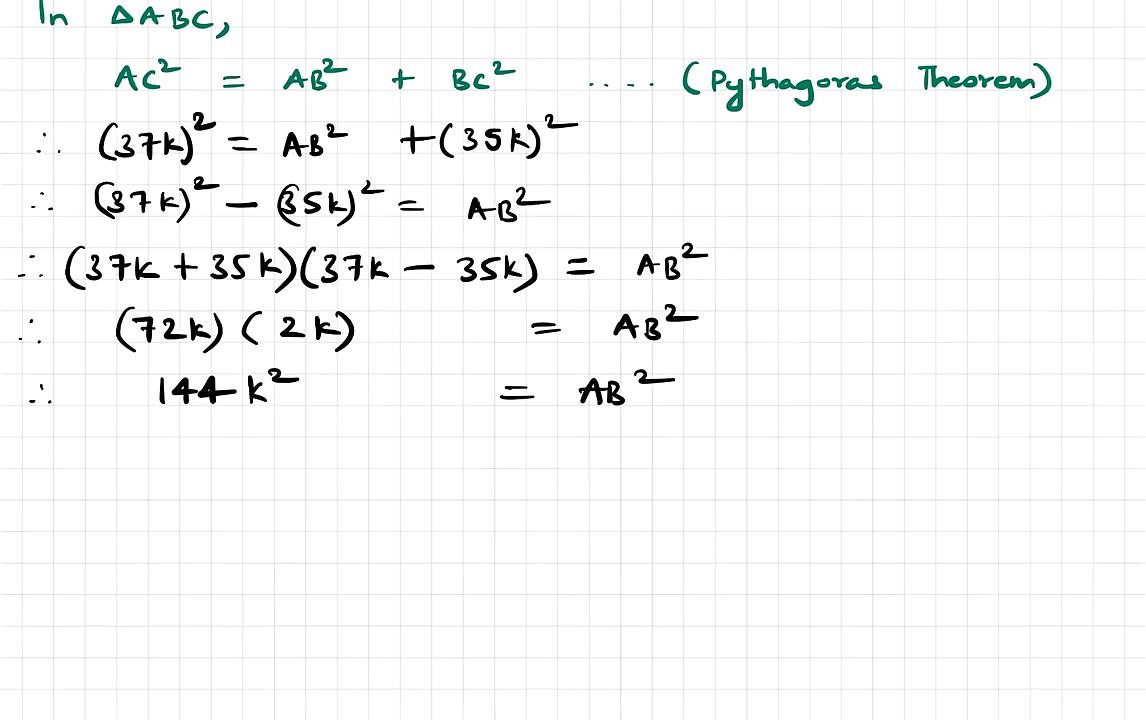 In ΔABC,
AC² = AB² + BC² .... (Pythagoras Theorem)
∴ (37k)² = AB² + (35k)²
∴ (37k)² - (35k)² = AB²
∴ (37k + 35k)(37k - 35k) = AB²
∴ (72k)(2k) = AB²
∴ 144k² = AB²